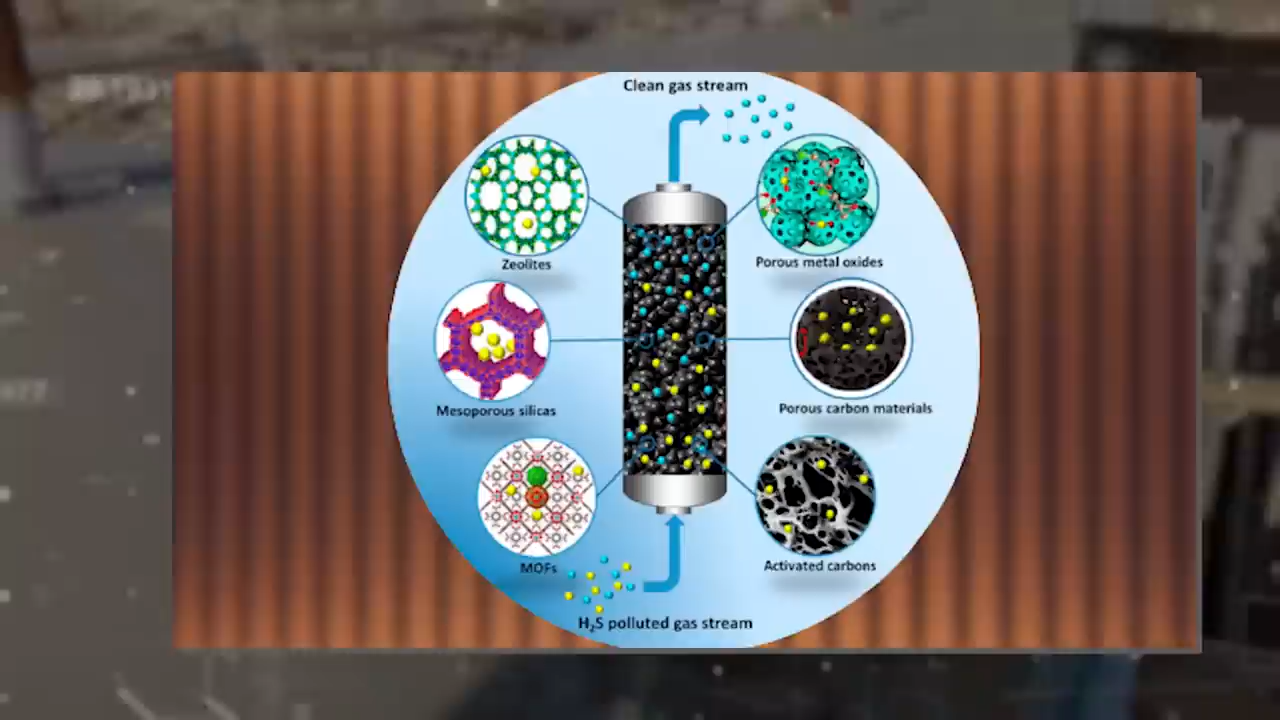 Clean gas stream
Zeolites
Porous metal oxides
Mesoporous silicas
Porous carbon materials
MOFs
Activated carbons
H₂S polluted gas stream